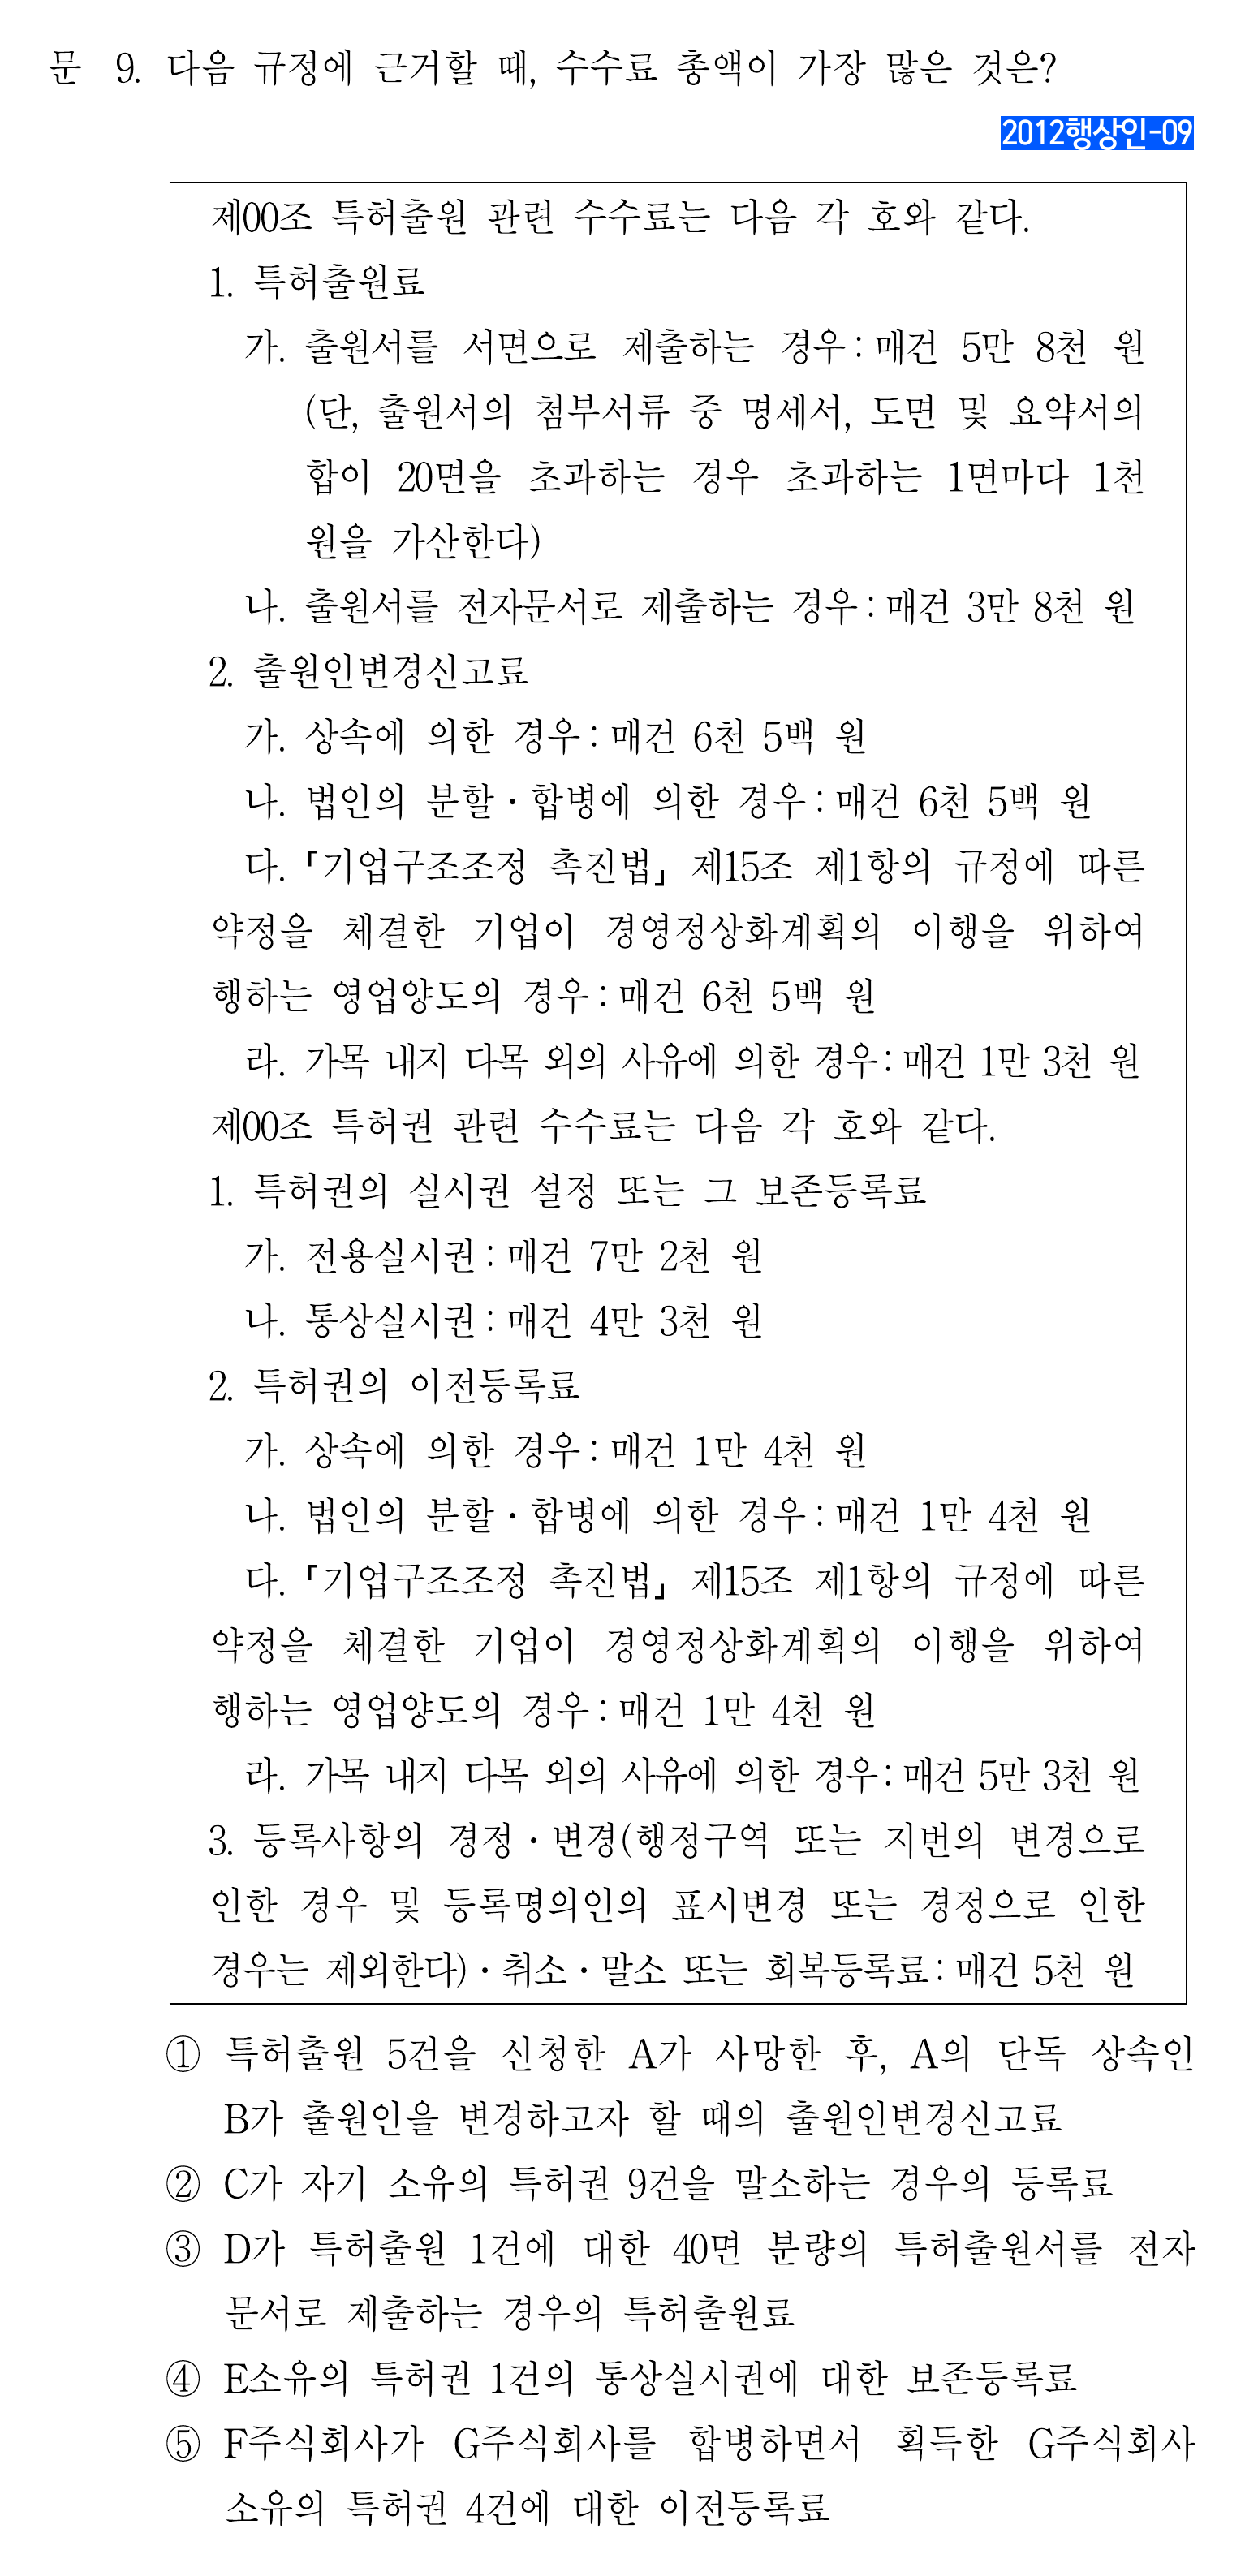 문 9. 다음 규정에 근거할 때, 수수료 총액이 가장 많은 것은?
2012행상인-09
제00조 특허출원 관련 수수료는 다음 각 호와 같다.
1. 특허출원료
가. 출원서를 서면으로 제출하는 경우:매건 5만 8천 원
(단, 출원서의 첨부서류 중 명세서, 도면 및 요약서의
합이 20면을 초과하는 경우 초과하는 1면마다 1천
원을 가산한다)
나. 출원서를 전자문서로 제출하는 경우:매건 3만 8천 원
2. 출원인변경신고료
가. 상속에 의한 경우:매건 6천 5백 원
나. 법인의 분할·합병에 의한 경우:매건 6천 5백 원
다.「기업구조조정 촉진법」 제15조 제1항의 규정에 따른
약정을 체결한 기업이 경영정상화계획의 이행을 위하여
행하는 영업양도의 경우:매건 6천 5백 원
라. 가목 내지 다목 외의 사유에 의한 경우:매건 1만 3천 원
제00조 특허권 관련 수수료는 다음 각 호와 같다.
1. 특허권의 실시권 설정 또는 그 보존등록료
가. 전용실시권:매건 7만 2천 원
나. 통상실시권:매건 4만 3천 원
2. 특허권의 이전등록료
가. 상속에 의한 경우:매건 1만 4천 원
나. 법인의 분할·합병에 의한 경우:매건 1만 4천 원
다.「기업구조조정 촉진법」 제15조 제1항의 규정에 따른
약정을 체결한 기업이 경영정상화계획의 이행을 위하여
행하는 영업양도의 경우:매건 1만 4천 원
라. 가목 내지 다목 외의 사유에 의한 경우:매건 5만 3천 원
3. 등록사항의 경정·변경(행정구역 또는 지번의 변경으로
인한 경우 및 등록명의인의 표시변경 또는 경정으로 인한
경우는 제외한다)·취소·말소 또는 회복등록료:매건 5천 원
① 특허출원 5건을 신청한 A가 사망한 후, A의 단독 상속인
B가 출원인을 변경하고자 할 때의 출원인변경신고료
② C가 자기 소유의 특허권 9건을 말소하는 경우의 등록료
③ D가 특허출원 1건에 대한 40면 분량의 특허출원서를 전자
문서로 제출하는 경우의 특허출원료
④ E소유의 특허권 1건의 통상실시권에 대한 보존등록료
⑤ F주식회사가 G주식회사를 합병하면서 획득한 G주식회사
소유의 특허권 4건에 대한 이전등록료